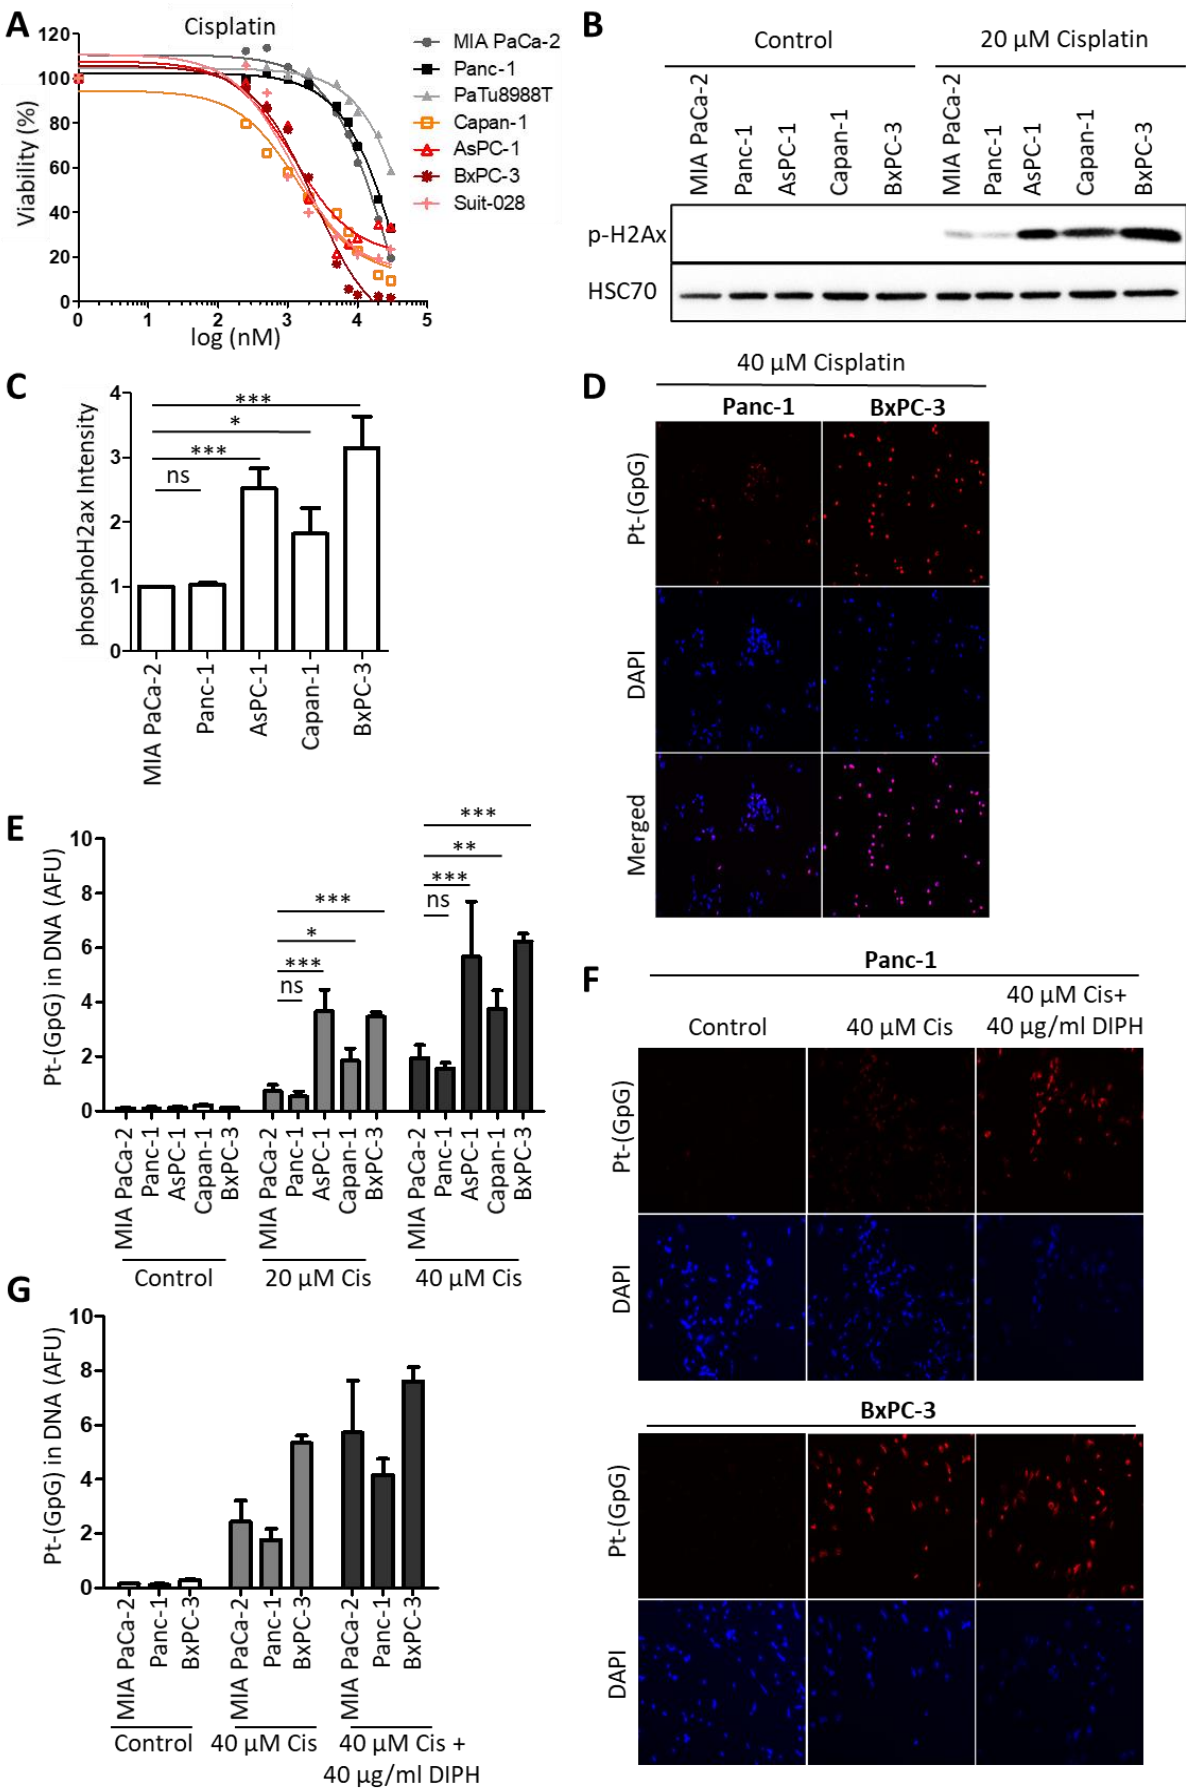 A
Cisplatin
Viability (%)
120
100
80
60
40
20
0
0
1
2
3
4
5
log (nM)
MIA PaCa-2
Panc-1
PaTu8988T
Capan-1
AsPC-1
BxPC-3
Suit-028
B
Control
20 µM Cisplatin
MIA PaCa-2
Panc-1
AsPC-1
Capan-1
BxPC-3
MIA PaCa-2
Panc-1
AsPC-1
Capan-1
BxPC-3
p-H2Ax
HSC70
C
phosphoH2ax Intensity
4
3
2
1
0
***
*
***
ns
MIA PaCa-2
Panc-1
AsPC-1
Capan-1
BxPC-3
D
40 µM Cisplatin
Panc-1
BxPC-3
Pt-(GpG)
DAPI
Merged
E
Pt-(GpG) in DNA (AFU)
10
8
6
4
2
0
***
*
***
ns
***
**
***
ns
MIA PaCa-2
Panc-1
AsPC-1
Capan-1
BxPC-3
MIA PaCa-2
Panc-1
AsPC-1
Capan-1
BxPC-3
MIA PaCa-2
Panc-1
AsPC-1
Capan-1
BxPC-3
Control
20 µM Cis
40 µM Cis
F
Panc-1
Control
40 µM Cis
40 µM Cis+
40 µg/ml DIPH
Pt-(GpG)
DAPI
BxPC-3
Pt-(GpG)
DAPI
G
Pt-(GpG) in DNA (AFU)
10
8
6
4
2
0
MIA PaCa-2
Panc-1
BxPC-3
MIA PaCa-2
Panc-1
BxPC-3
MIA PaCa-2
Panc-1
BxPC-3
Control
40 µM Cis
40 µM Cis +
40 µg/ml DIPH